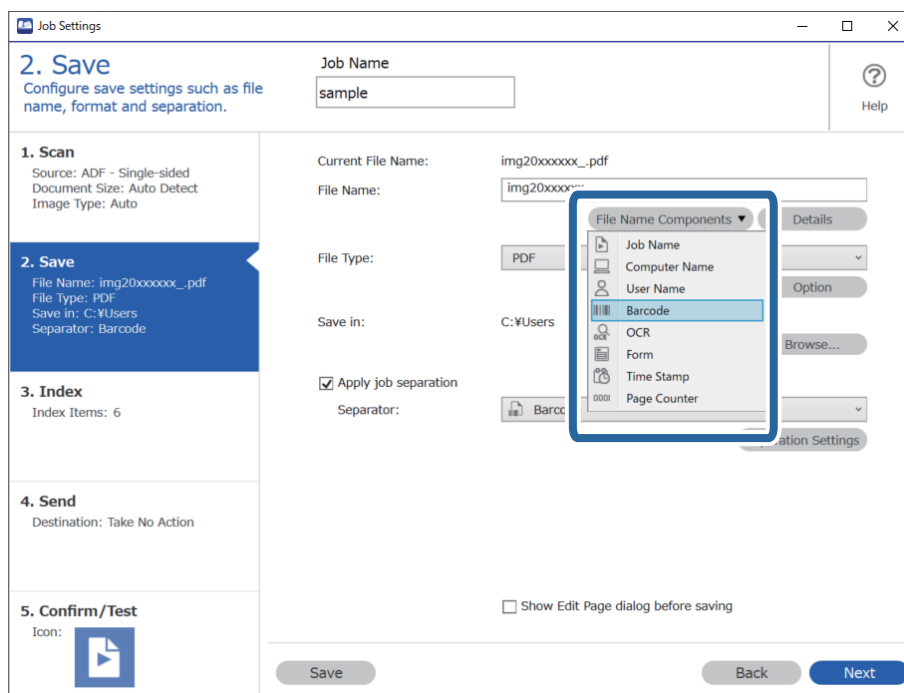 Job Settings
2. Save
Configure save settings such as file
name, format and separation.
Job Name
sample
Help
1. Scan
Source: ADF - Single-sided
Document Size: Auto Detect
Image Type: Auto
2. Save
File Name: img20xxxxxx_.pdf
File Type: PDF
Save in: C:¥Users
Separator: Barcode
3. Index
Index Items: 6
4. Send
Destination: Take No Action
5. Confirm/Test
Icon:
Current File Name: img20xxxxxx_.pdf
File Name: img20xxxxxx
File Name Components ▼ Details
Job Name
Computer Name
User Name
Barcode
OCR
Form
Time Stamp
Page Counter
File Type: PDF
Option
Save in: C:¥Users
Browse...
Apply job separation
Separator:
Settings
Show Edit Page dialog before saving
Save
Back
Next